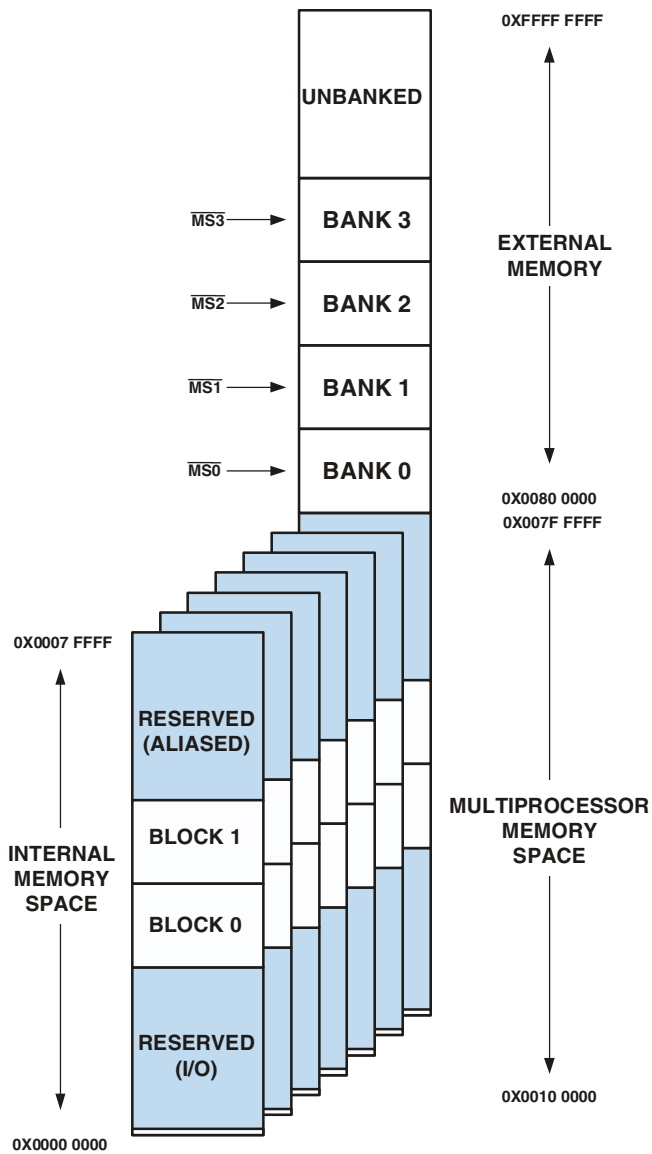 0XFFFF FFFF
UNBANKED
MS3
BANK 3
EXTERNAL
MEMORY
MS2
BANK 2
MS1
BANK 1
MS0
BANK 0
0X0080 0000
0X007F FFFF
0X0007 FFFF
RESERVED
(ALIASED)
BLOCK 1
MULTIPROCESSOR
MEMORY
SPACE
INTERNAL
MEMORY
SPACE
BLOCK 0
RESERVED
(I/O)
0X0010 0000
0X0000 0000